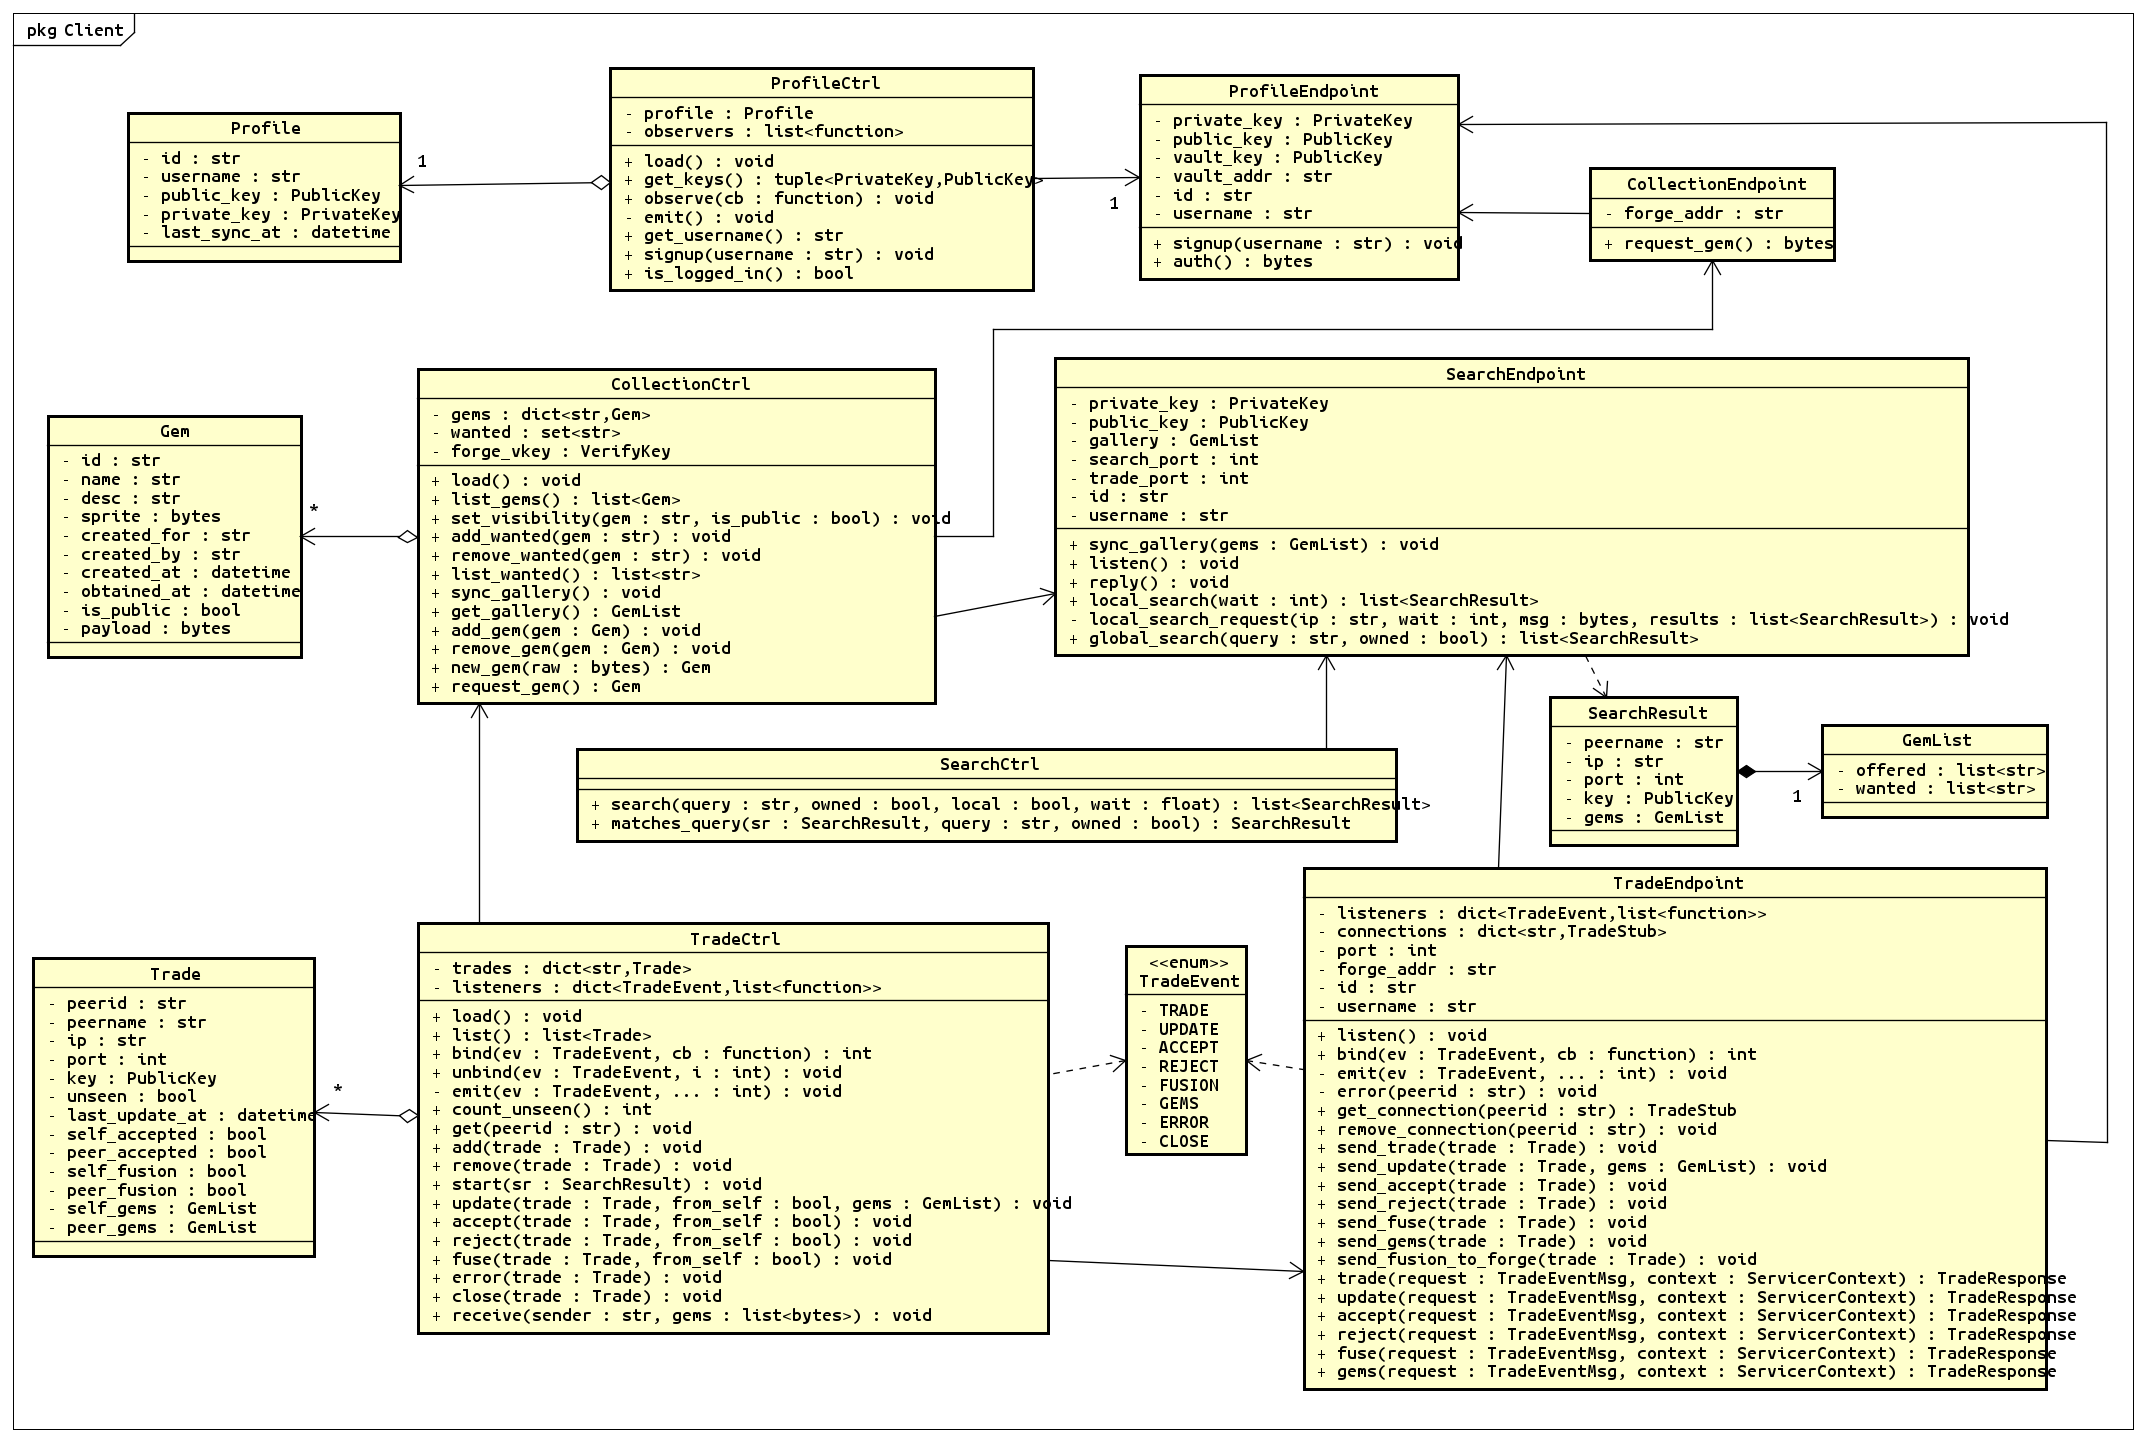 pkg Client
Profile
- id : str
- username : str
- public_key : PublicKey
- private_key : PrivateKey
- last_sync_at : datetime
1
ProfileCtrl
- profile : Profile
- observers : list<function>
+ load() : void
+ get_keys() : tuple<PrivateKey,PublicKey>
+ observe(cb : function) : void
- emit() : void
+ get_username() : str
+ signup(username : str) : void
+ is_logged_in() : bool
1
ProfileEndpoint
- private_key : PrivateKey
- public_key : PublicKey
- vault_key : PublicKey
- vault_addr : str
- id : str
- username : str
+ signup(username : str) : void
+ auth() : bytes
CollectionEndpoint
- forge_addr : str
+ request_gem() : bytes
Gem
- id : str
- name : str
- desc : str
- sprite : bytes
- created_for : str
- created_by : str
- created_at : datetime
- obtained_at : datetime
- is_public : bool
- payload : bytes
*
CollectionCtrl
- gems : dict<str,Gem>
- wanted : set<str>
- forge_vkey : VerifyKey
+ load() : void
+ list_gems() : list<Gem>
+ set_visibility(gem : str, is_public : bool) : void
+ add_wanted(gem : str) : void
+ remove_wanted(gem : str) : void
+ list_wanted() : list<str>
+ sync_gallery() : void
+ get_gallery() : GemList
+ add_gem(gem : Gem) : void
+ remove_gem(gem : Gem) : void
+ new_gem(raw : bytes) : Gem
+ request_gem() : Gem
SearchEndpoint
- private_key : PrivateKey
- public_key : PublicKey
- gallery : GemList
- search_port : int
- trade_port : int
- id : str
- username : str
+ sync_gallery(gems : GemList) : void
+ listen() : void
+ reply() : void
+ local_search(wait : int) : list<SearchResult>
- local_search_request(ip : str, wait : int, msg : bytes, results : list<SearchResult>) : void
+ global_search(query : str, owned : bool) : list<SearchResult>
SearchCtrl
+ search(query : str, owned : bool, local : bool, wait : float) : list<SearchResult>
+ matches_query(sr : SearchResult, query : str, owned : bool) : SearchResult
SearchResult
- peername : str
- ip : str
- port : int
- key : PublicKey
- gems : GemList
1
GemList
- offered : list<str>
- wanted : list<str>
Trade
- peerid : str
- peername : str
- ip : str
- port : int
- key : PublicKey
- unseen : bool
- last_update_at : datetime
- self_accepted : bool
- peer_accepted : bool
- self_fusion : bool
- peer_fusion : bool
- self_gems : GemList
- peer_gems : GemList
*
TradeCtrl
- trades : dict<str,Trade>
- listeners : dict<TradeEvent,list<function>>
+ load() : void
+ list() : list<Trade>
+ bind(ev : TradeEvent, cb : function) : int
+ unbind(ev : TradeEvent, i : int) : void
- emit(ev : TradeEvent, ... : int) : void
+ count_unseen() : int
+ get(peerid : str) : void
+ add(trade : Trade) : void
+ remove(trade : Trade) : void
+ start(sr : SearchResult) : void
+ update(trade : Trade, from_self : bool, gems : GemList) : void
+ accept(trade : Trade, from_self : bool) : void
+ reject(trade : Trade, from_self : bool) : void
+ fuse(trade : Trade, from_self : bool) : void
+ error(trade : Trade) : void
+ close(trade : Trade) : void
+ receive(sender : str, gems : list<bytes>) : void
<<enum>>
TradeEvent
- TRADE
- UPDATE
- ACCEPT
- REJECT
- FUSION
- GEMS
- ERROR
- CLOSE
TradeEndpoint
- listeners : dict<TradeEvent,list<function>>
- connections : dict<str,TradeStub>
- port : int
- forge_addr : str
- id : str
- username : str
+ listen() : void
+ bind(ev : TradeEvent, cb : function) : int
- emit(ev : TradeEvent, ... : int) : void
- error(peerid : str) : void
+ get_connection(peerid : str) : TradeStub
+ remove_connection(peerid : str) : void
+ send_trade(trade : Trade) : void
+ send_update(trade : Trade, gems : GemList) : void
+ send_accept(trade : Trade) : void
+ send_reject(trade : Trade) : void
+ send_fuse(trade : Trade) : void
+ send_gems(trade : Trade) : void
+ send_fusion_to_forge(trade : Trade) : void
+ trade(request : TradeEventMsg, context : ServicerContext) : TradeResponse
+ update(request : TradeEventMsg, context : ServicerContext) : TradeResponse
+ accept(request : TradeEventMsg, context : ServicerContext) : TradeResponse
+ reject(request : TradeEventMsg, context : ServicerContext) : TradeResponse
+ fuse(request : TradeEventMsg, context : ServicerContext) : TradeResponse
+ gems(request : TradeEventMsg, context : ServicerContext) : TradeResponse